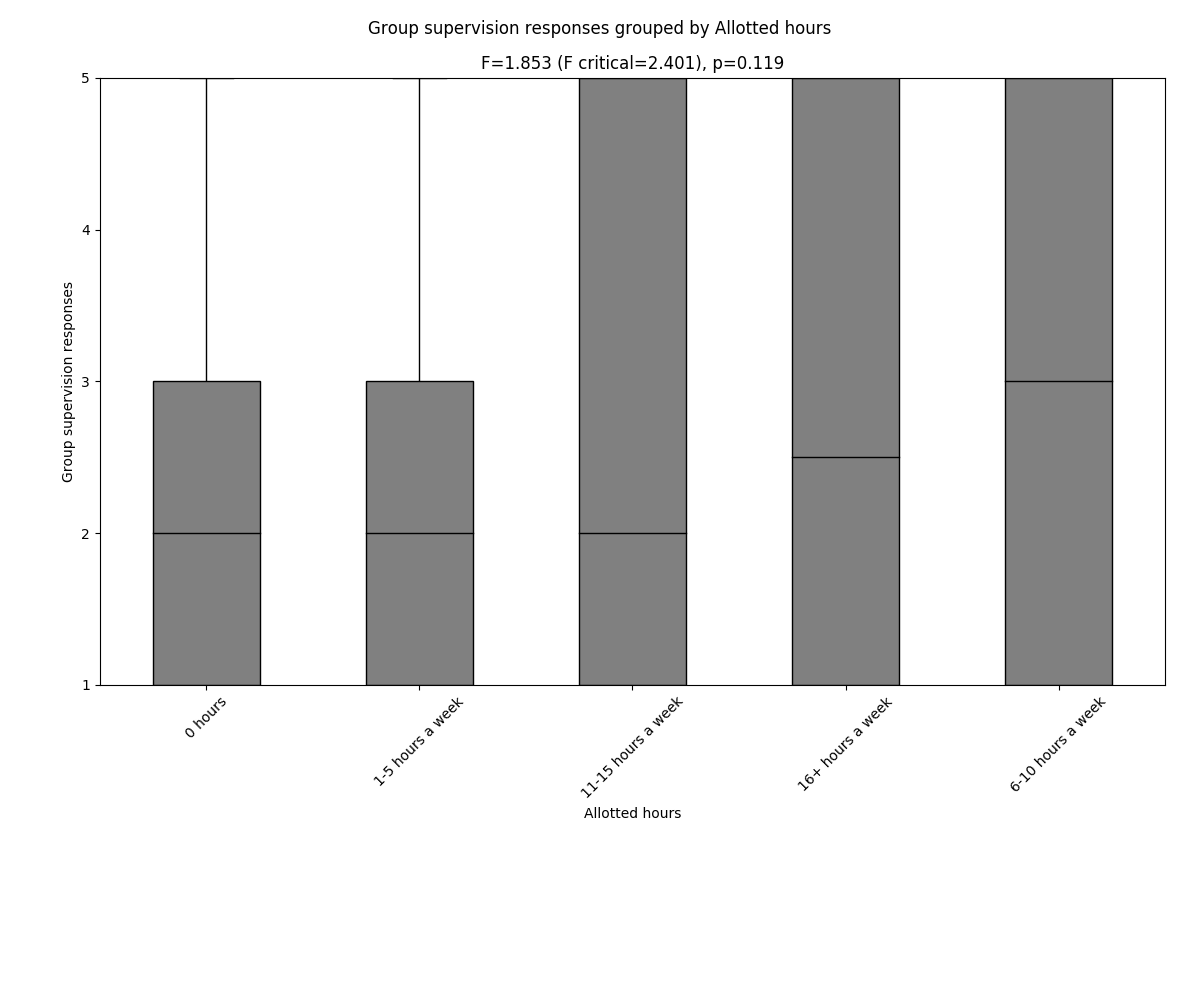 Group supervision responses grouped by Allotted hours
F=1.853 (F critical=2.401), p=0.119
5
4
3
2
1
Group supervision responses
0 hours
1-5 hours a week
11-15 hours a week
16+ hours a week
6-10 hours a week
Allotted hours